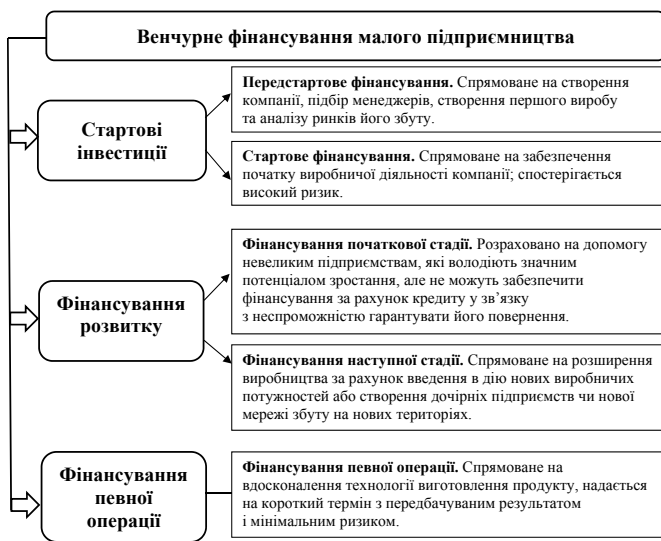 Венчурне фінансування малого підприємництва
Стартові
інвестиції
Передстартове фінансування. Спрямоване на створення
компанії, підбір менеджерів, створення першого виробу
та аналізу ринків його збуту.
Стартове фінансування. Спрямоване на забезпечення
початку виробничої діяльності компанії; спостерігається
високий ризик.
Фінансування
розвитку
Фінансування початкової стадії. Розраховано на допомогу
невеликим підприємствам, які володіють значним
потенціалом зростання, але не можуть забезпечити
фінансування за рахунок кредиту у зв’язку
з неспроможністю гарантувати його повернення.
Фінансування наступної стадії. Спрямоване на розширення
виробництва за рахунок введення в дію нових виробничих
потужностей або створення дочірніх підприємств чи нової
мережі збуту на нових територіях.
Фінансування
певної
операції
Фінансування певної операції. Спрямоване на
вдосконалення технології виготовлення продукту, надається
на короткий термін з передбачуваним результатом
і мінімальним ризиком.